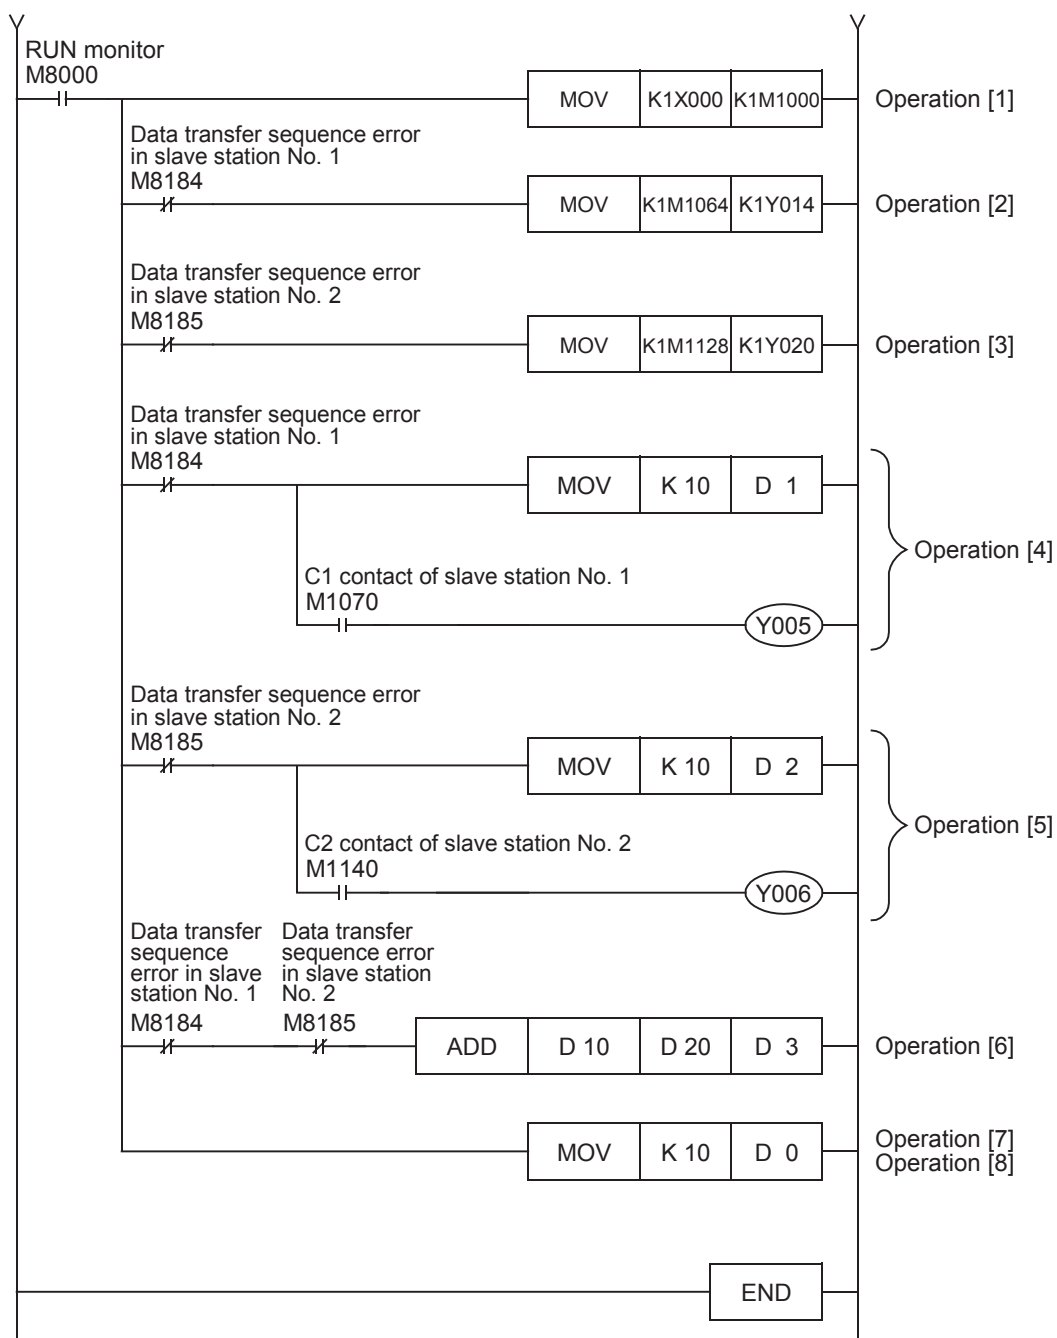 RUN monitor
M8000
MOV K1X000 K1M1000 Operation [1]
Data transfer sequence error
in slave station No. 1
M8184
MOV K1M1064 K1Y014 Operation [2]
Data transfer sequence error
in slave station No. 2
M8185
MOV K1M1128 K1Y020 Operation [3]
Data transfer sequence error
in slave station No. 1
M8184
MOV K 10 D 1
Operation [4]
C1 contact of slave station No. 1
M1070
Y005
Data transfer sequence error
in slave station No. 2
M8185
MOV K 10 D 2
Operation [5]
C2 contact of slave station No. 2
M1140
Y006
Data transfer
sequence
error in slave
station No. 1
M8184
Data transfer
sequence error
in slave station
No. 2
M8185
ADD D 10 D 20 D 3 Operation [6]
MOV K 10 D 0
Operation [7]
Operation [8]
END